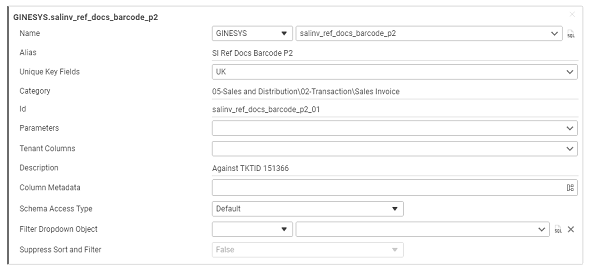 GINESYS.salinv_ref_docs_barcode_p2
Name GINESYS salinv_ref_docs_barcode_p2 SQL
Alias SI Ref Docs Barcode P2
Unique Key Fields UK
Category 05-Sales and Distribution\02-Transaction\Sales Invoice
Id salinv_ref_docs_barcode_p2_01
Parameters
Tenant Columns
Description Against TKTID 151366
Column Metadata
Schema Access Type Default
Filter Dropdown Object SQL
Suppress Sort and Filter False